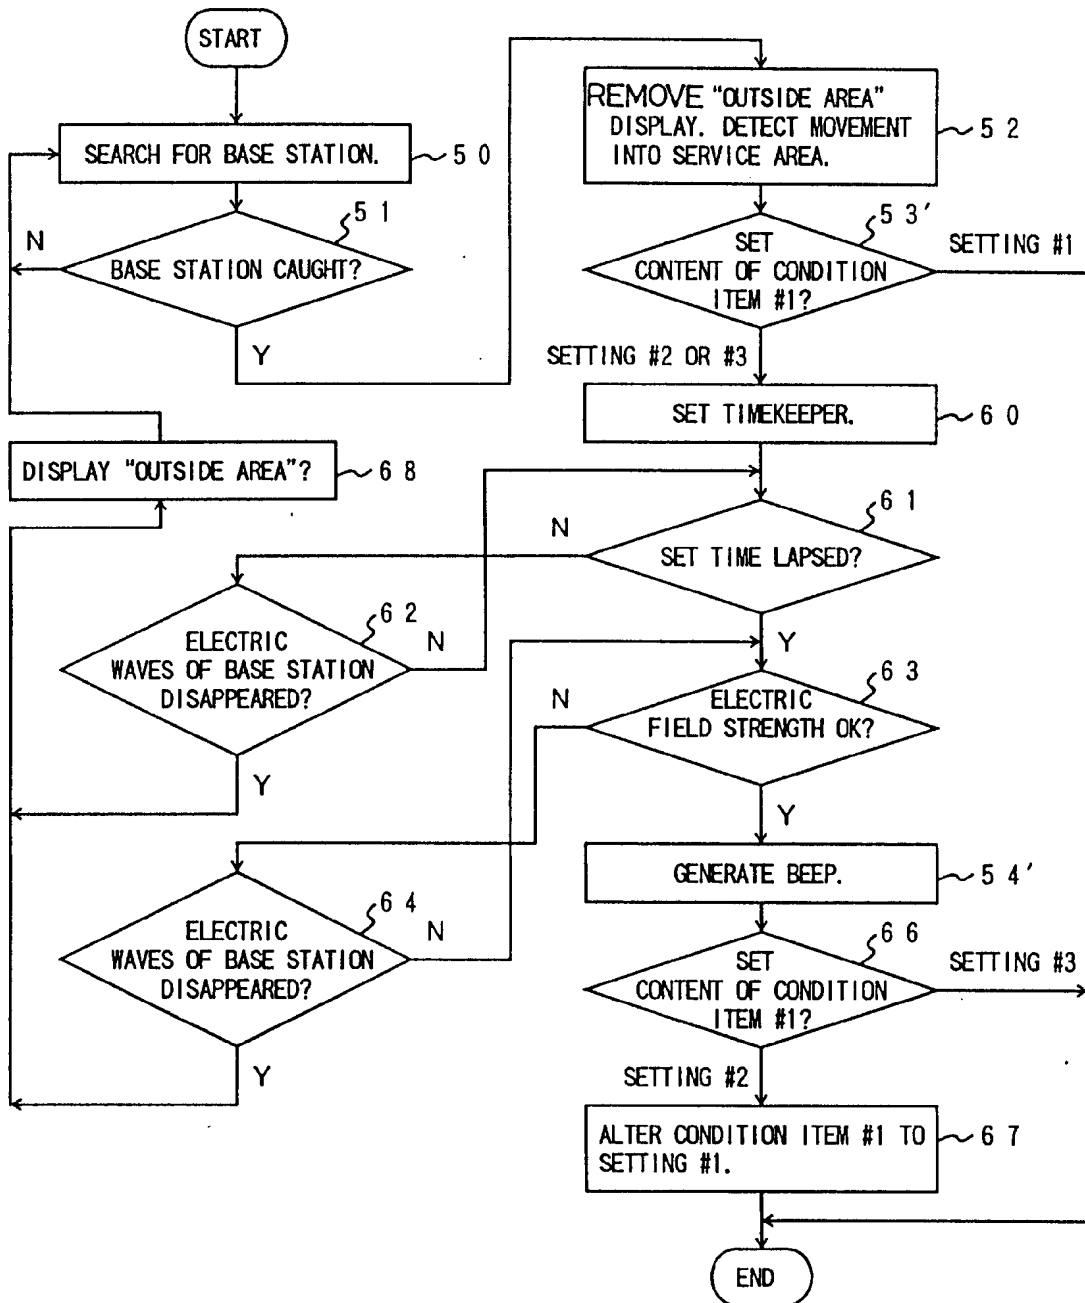 START
SEARCH FOR BASE STATION.
50
51
N
BASE STATION CAUGHT?
Y
REMOVE "OUTSIDE AREA"
DISPLAY. DETECT MOVEMENT
INTO SERVICE AREA.
52
53'
SET
CONTENT OF CONDITION
ITEM #1?
SETTING #1
SETTING #2 OR #3
SET TIMEKEEPER.
60
DISPLAY "OUTSIDE AREA"?
68
61
N
SET TIME LAPSED?
Y
62
ELECTRIC
WAVES OF BASE STATION
DISAPPEARED?
N
Y
63
N
ELECTRIC
FIELD STRENGTH OK?
Y
64
ELECTRIC
WAVES OF BASE STATION
DISAPPEARED?
N
Y
GENERATE BEEP.
54'
66
SET
CONTENT OF CONDITION
ITEM #1?
SETTING #3
SETTING #2
ALTER CONDITION ITEM #1 TO
SETTING #1.
67
END